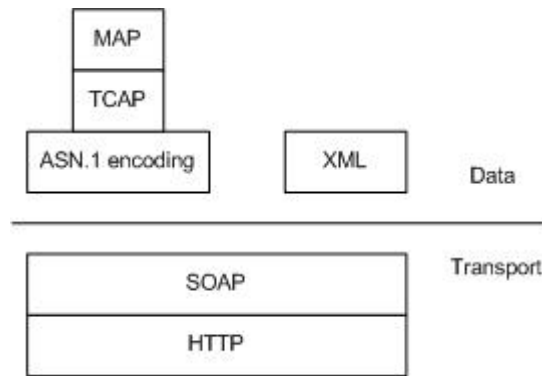 MAP
TCAP
ASN.1 encoding
XML
Data
Transport
SOAP
HTTP